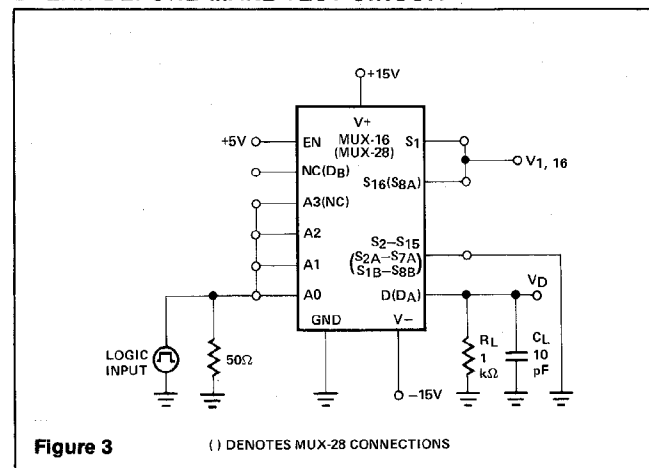 +15V
V+
+5V
EN
MUX-16
(MUX-28)
S1
V1, 16
NC(DB)
S16(S8A)
A3(NC)
A2
S2–S15
(S2A–S7A
S1B–S8B)
A1
VD
A0
D(DA)
GND
V–
LOGIC
INPUT
50Ω
RL
1
kΩ
CL
10
pF
–15V
Figure 3
( ) DENOTES MUX-28 CONNECTIONS